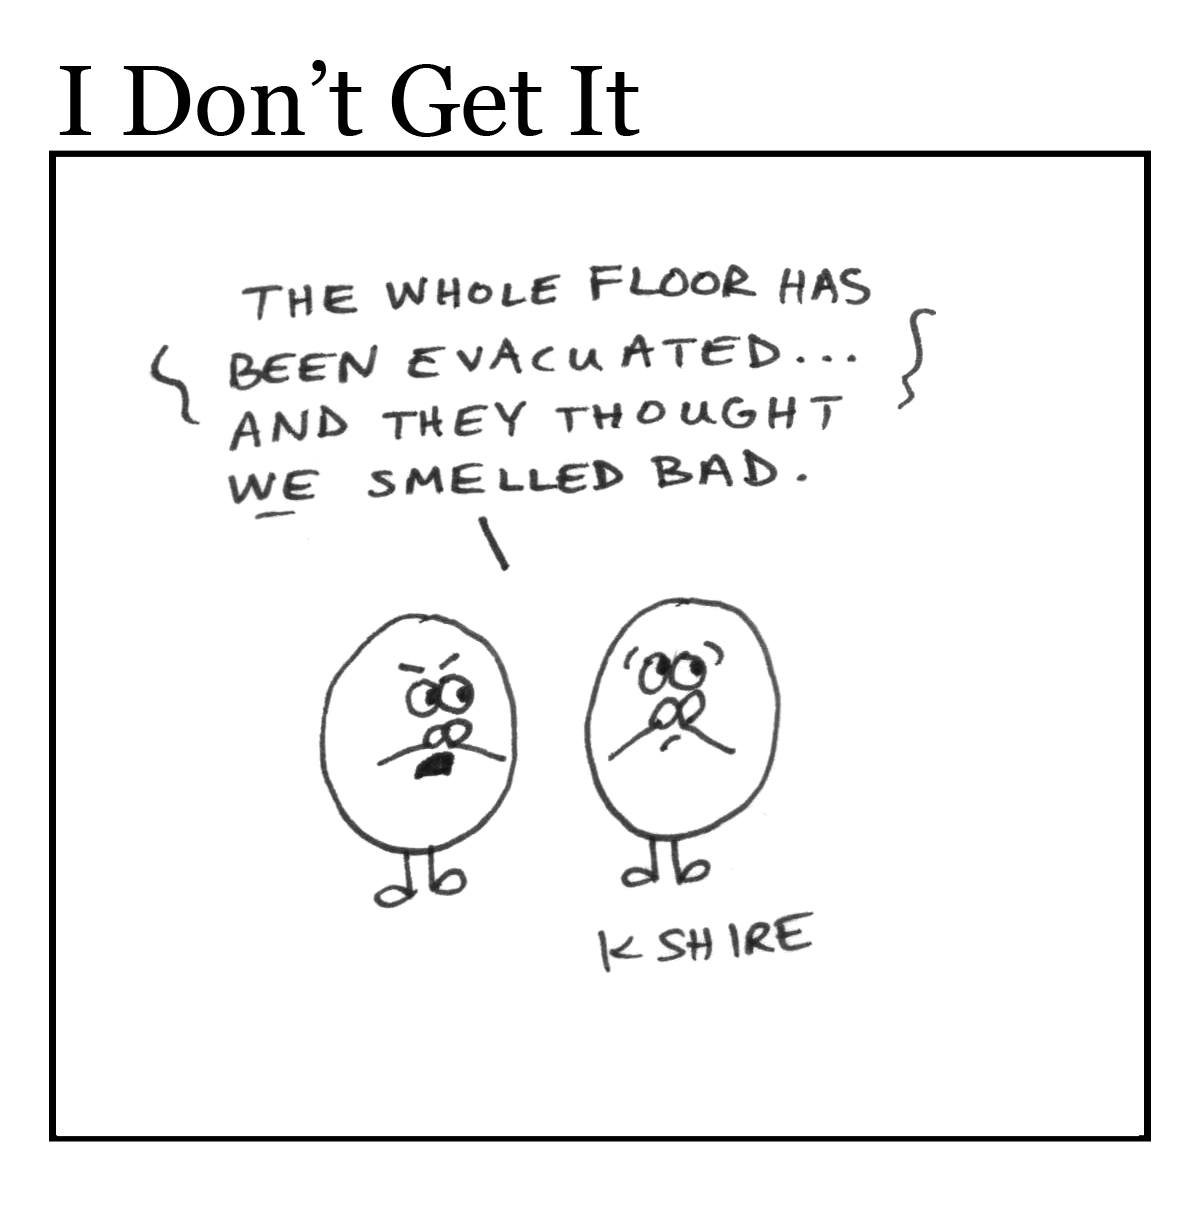 I Don’t Get It
THE WHOLE FLOOR HAS
BEEN EVACUATED...
AND THEY THOUGHT
WE SMELLED BAD.
K SHIRE